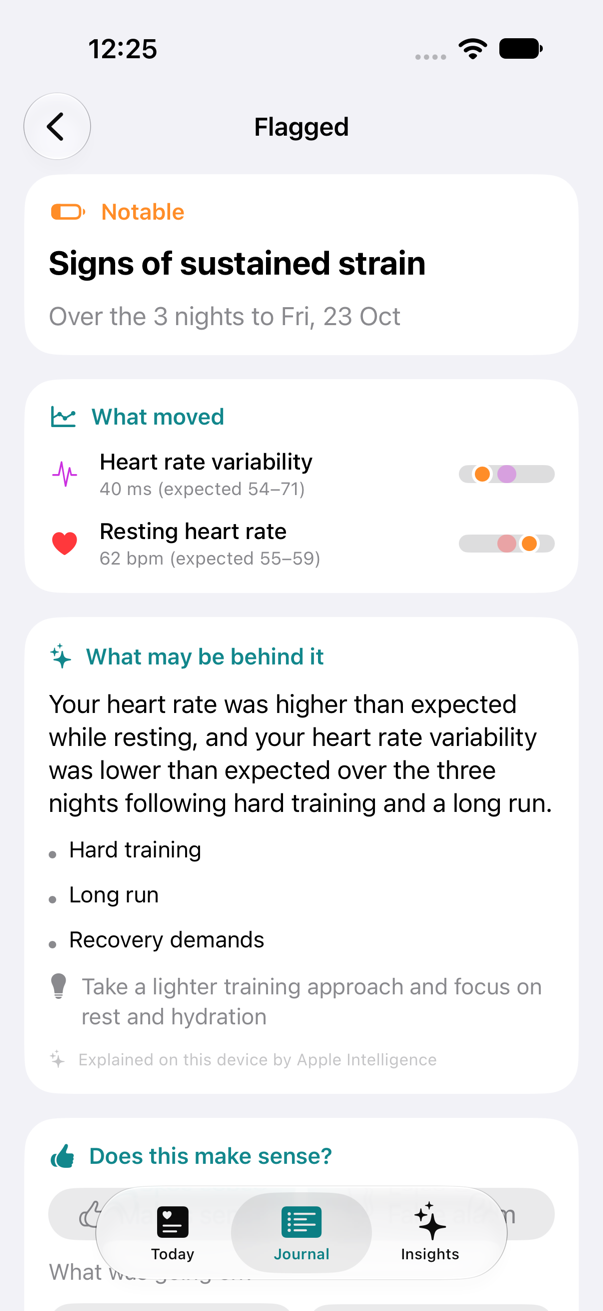 12:25
Flagged
Notable
Signs of sustained strain
Over the 3 nights to Fri, 23 Oct
What moved
Heart rate variability
40 ms (expected 54–71)
Resting heart rate
62 bpm (expected 55–59)
What may be behind it
Your heart rate was higher than expected
while resting, and your heart rate variability
was lower than expected over the three
nights following hard training and a long run.
Hard training
Long run
Recovery demands
Take a lighter training approach and focus on
rest and hydration
Explained on this device by Apple Intelligence
Does this make sense?
What was going on?
Today
Journal
Insights